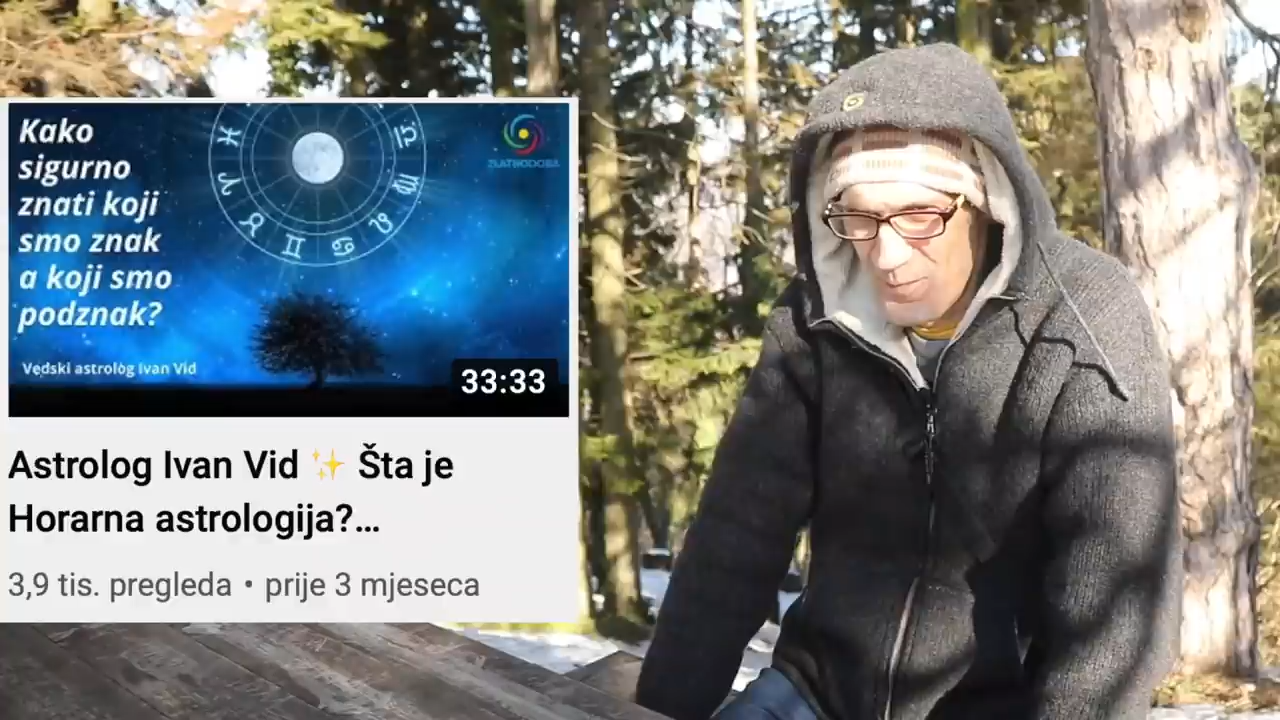 Kako
sigurno
znati koji
smo znak
a koji smo
podznak?
Vedski astrolog Ivan Vid
ZLATNODOBA
33:33
Astrolog Ivan Vid ✨ Šta je
Horarna astrologija?...
3,9 tis. pregleda • prije 3 mjeseca